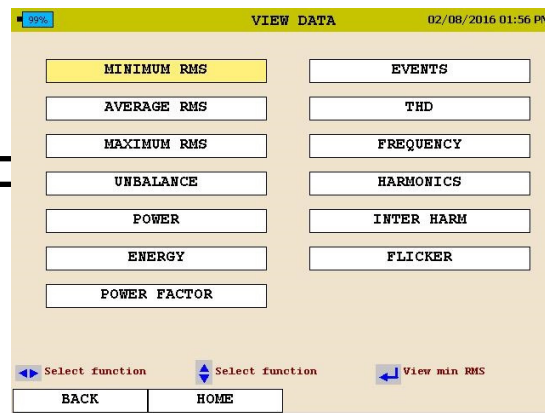 99% VIEW DATA 02/08/2016 01:56 PM
MINIMUM RMS
AVERAGE RMS
MAXIMUM RMS
UNBALANCE
POWER
ENERGY
POWER FACTOR
EVENTS
THD
FREQUENCY
HARMONICS
INTER HARM
FLICKER
Select function Select function View min RMS
BACK HOME